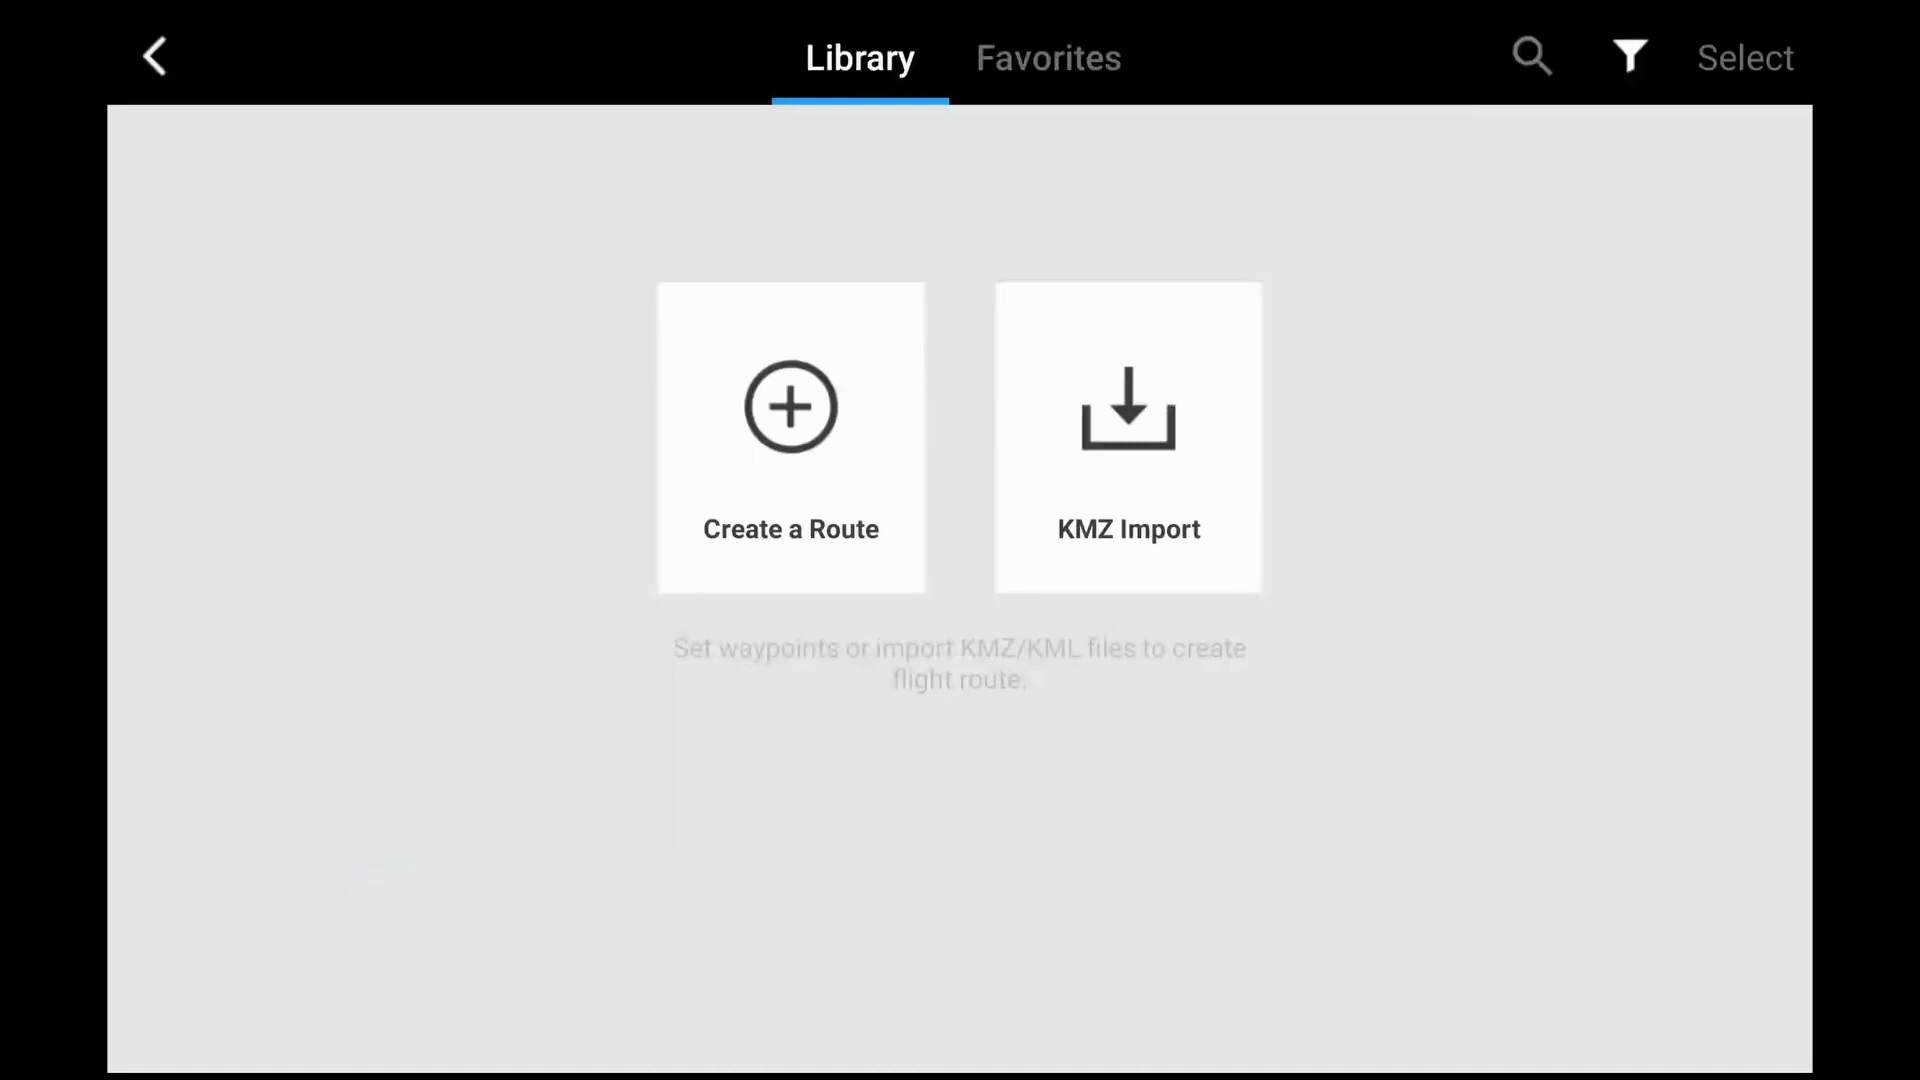 Library Favorites Select
Create a Route KMZ Import
Set waypoints or import KMZ/KML files to create
flight route.